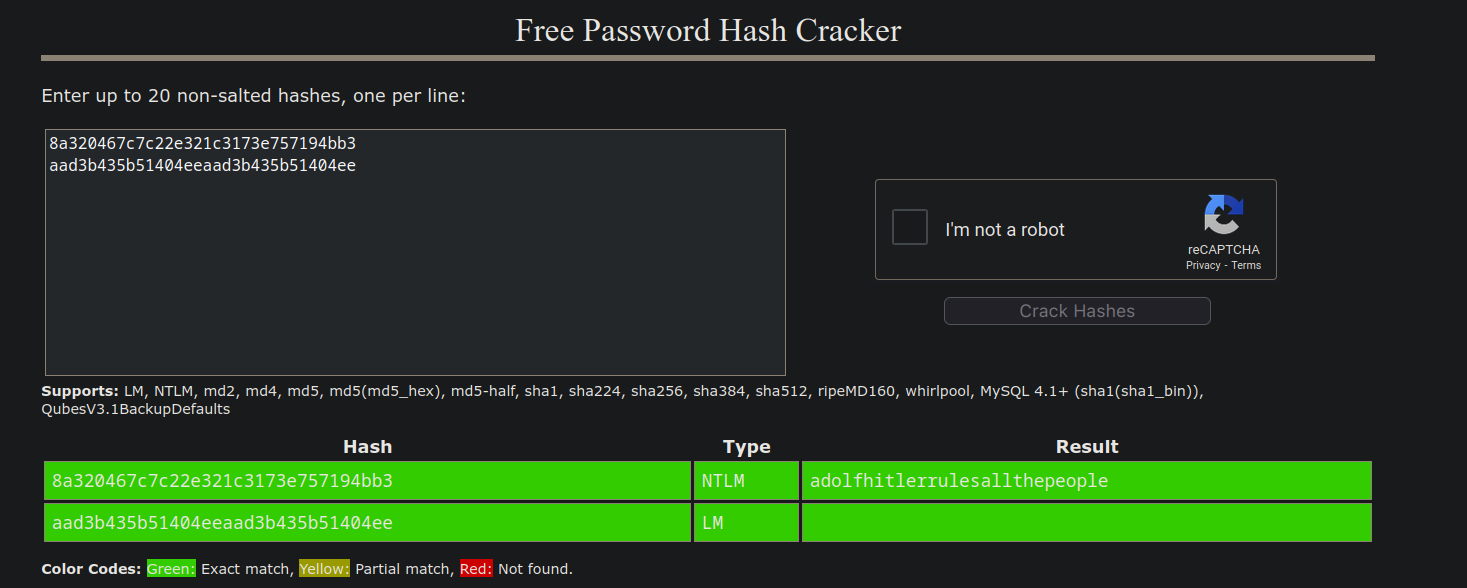 Free Password Hash Cracker
Enter up to 20 non-salted hashes, one per line:
8a320467c7c22e321c3173e757194bb3
aad3b435b51404eeaad3b435b51404ee
I'm not a robot
reCAPTCHA
Privacy - Terms
Crack Hashes
Supports: LM, NTLM, md2, md4, md5, md5(md5_hex), md5-half, sha1, sha224, sha256, sha384, sha512, ripeMD160, whirlpool, MySQL 4.1+ (sha1(sha1_bin)),
QubesV3.1BackupDefaults
Hash Type Result
8a320467c7c22e321c3173e757194bb3 NTLM adolfhitlerrulesallthepeople
aad3b435b51404eeaad3b435b51404ee LM
Color Codes: Green: Exact match, Yellow: Partial match, Red: Not found.